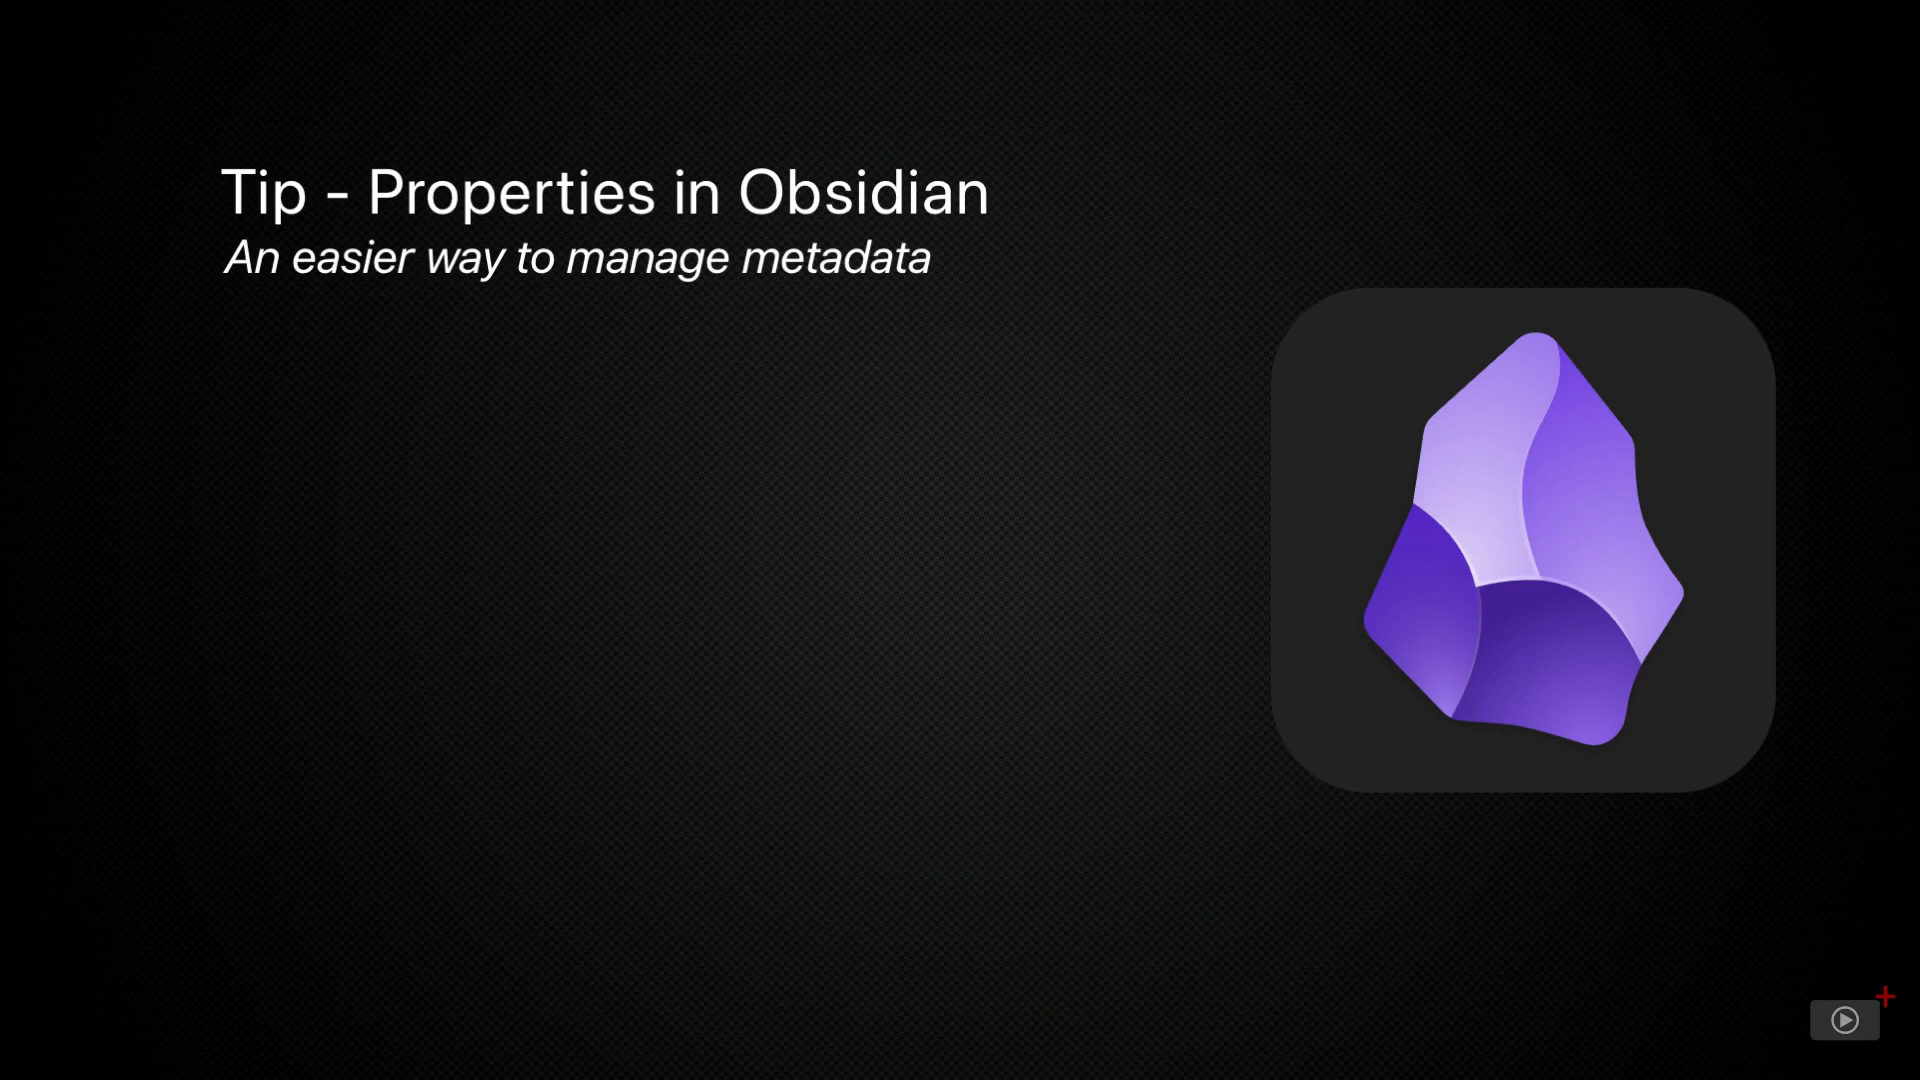 Tip - Properties in Obsidian
An easier way to manage metadata